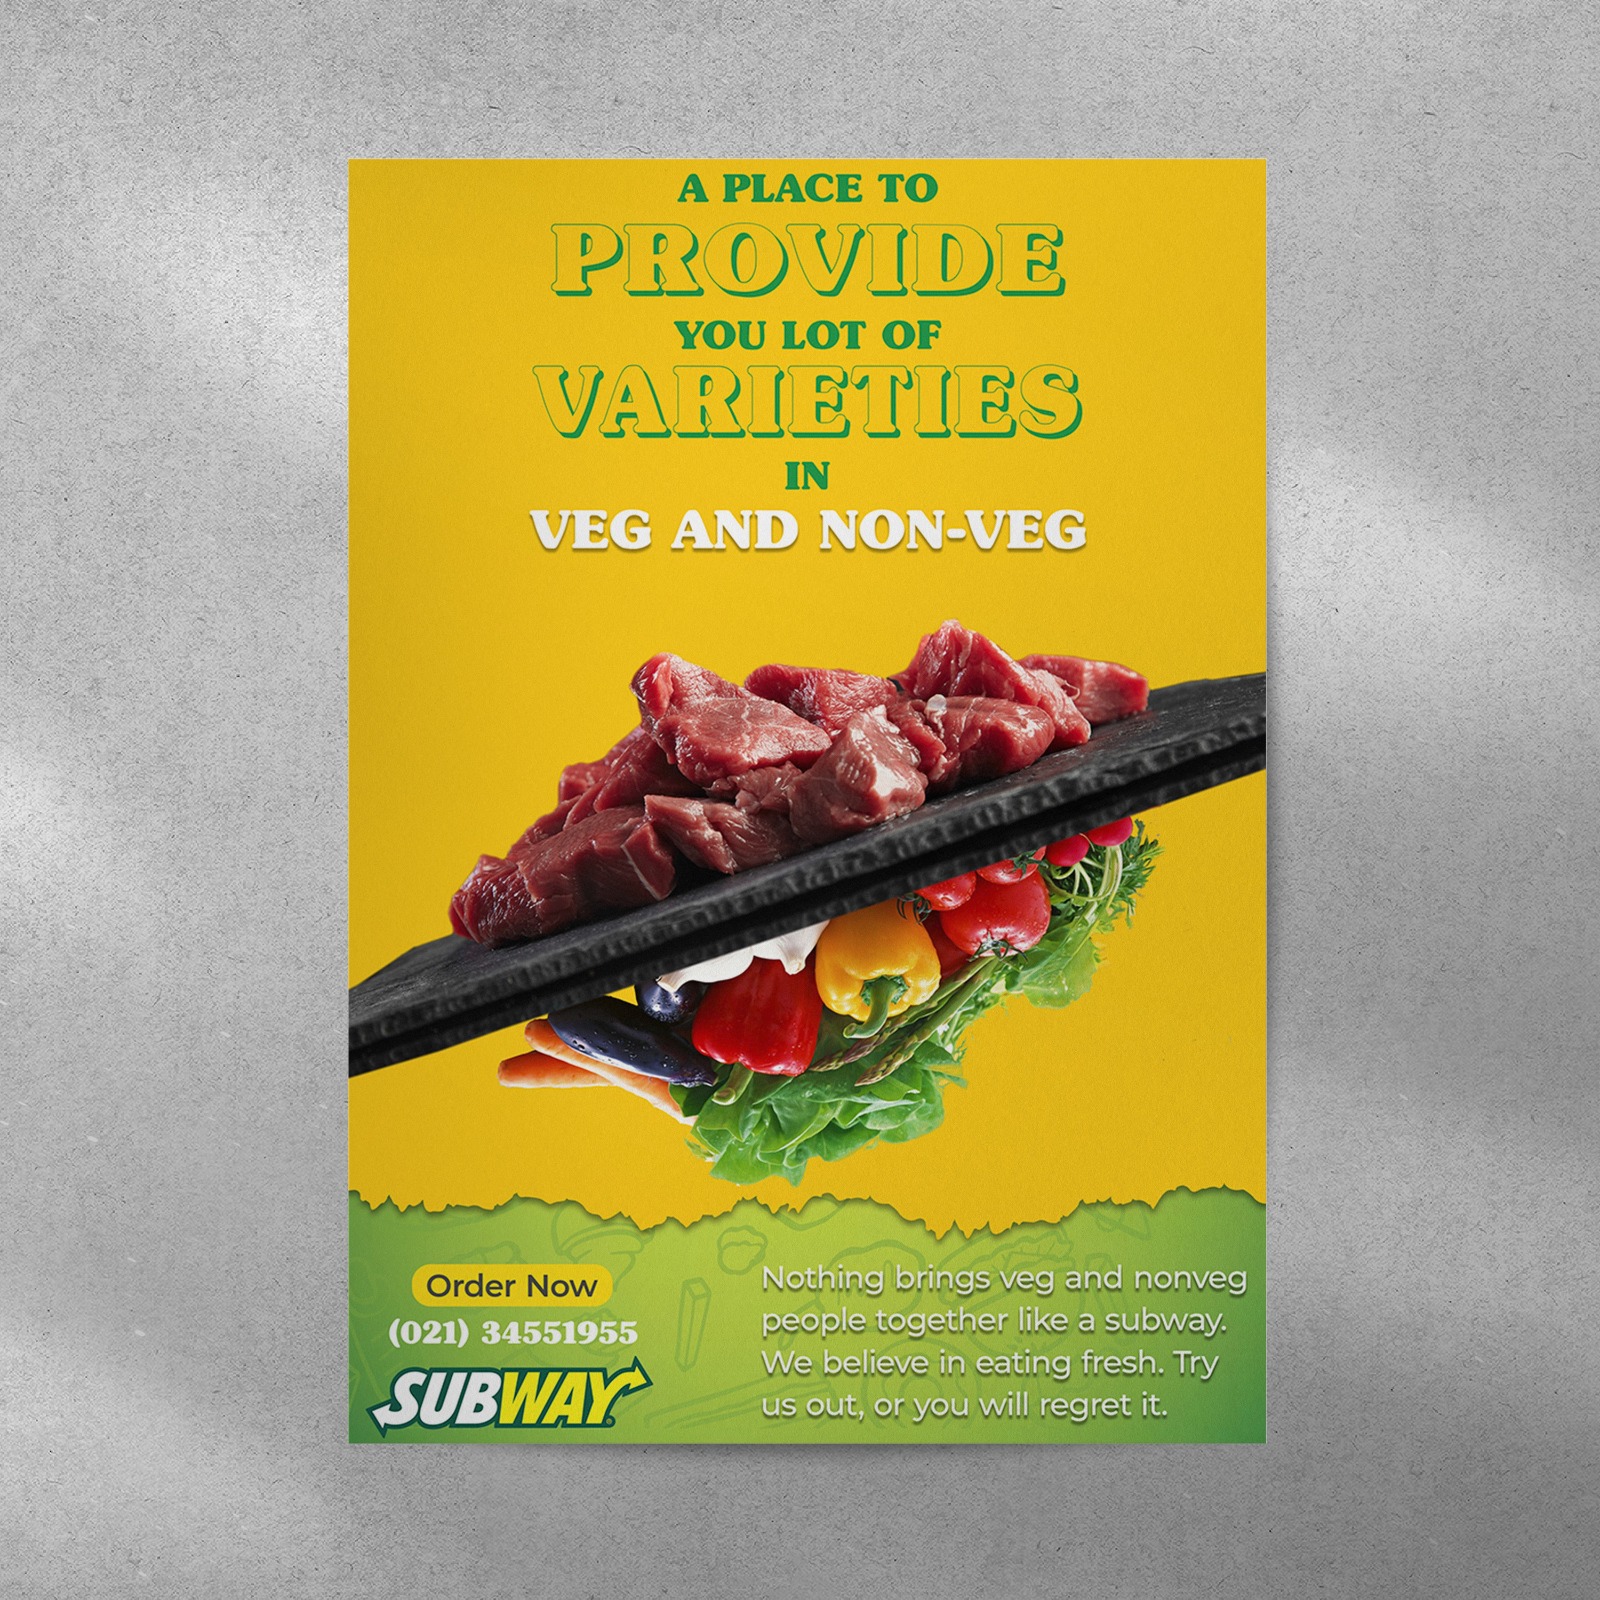 A PLACE TO
PROVIDE
YOU LOT OF
VARIETIES
IN
VEG AND NON-VEG
Order Now
(021) 34551955
SUBWAY
Nothing brings veg and nonveg
people together like a subway.
We believe in eating fresh. Try
us out, or you will regret it.